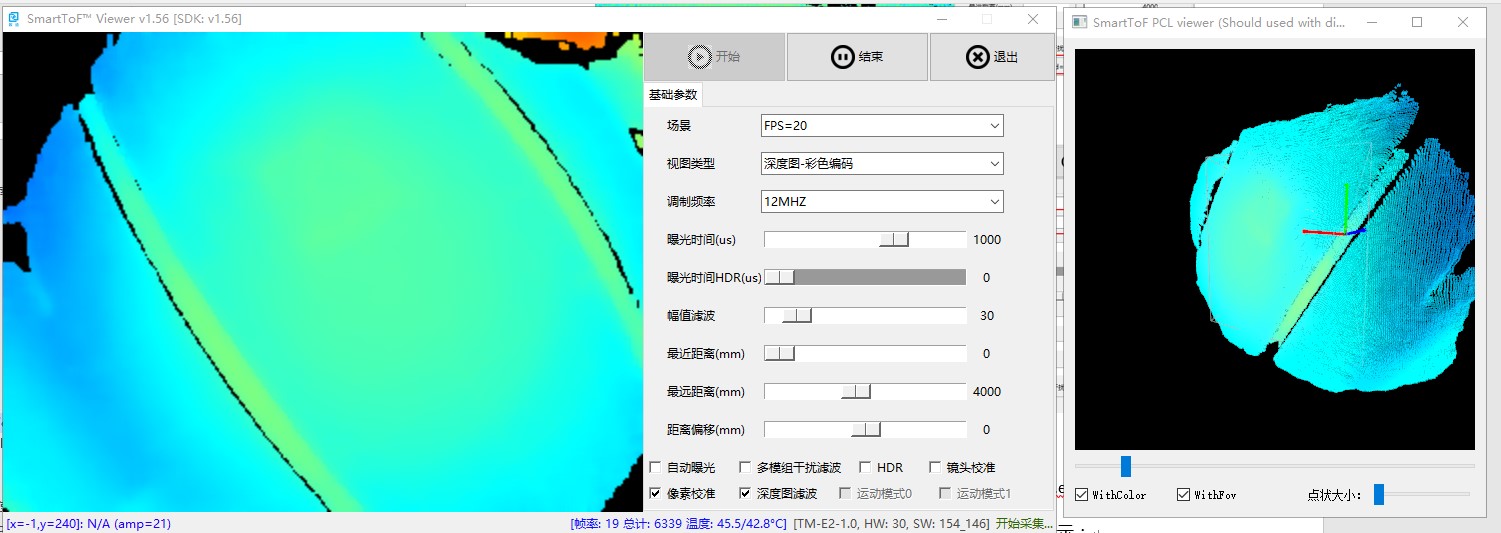 SmartToF™ Viewer v1.56 [SDK: v1.56]
开始
结束
退出
基础参数
场景 FPS=20
视图类型 深度图-彩色编码
调制频率 12MHZ
曝光时间(us) 1000
曝光时间HDR(us) 0
幅值滤波 30
最近距离(mm) 0
最远距离(mm) 4000
距离偏移(mm) 0
自动曝光 多模组干扰滤波 HDR 镜头校准
像素校准 深度图滤波 运动模式0 运动模式1
[x=-1,y=240]: N/A (amp=21) [帧率: 19 总计: 6339 温度: 45.5/42.8°C] [TM-E2-1.0, HW: 30, SW: 154_146] 开始采集...
SmartToF PCL viewer (Should used with di...
WithColor WithFov 点状大小:
4000